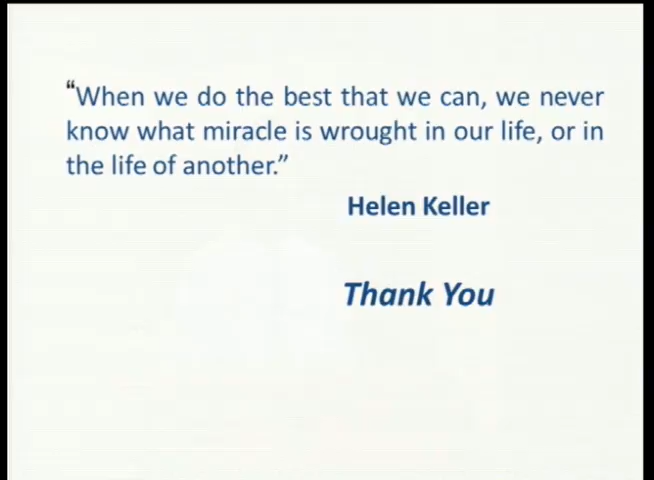 “When we do the best that we can, we never
know what miracle is wrought in our life, or in
the life of another.”
Helen Keller
Thank You